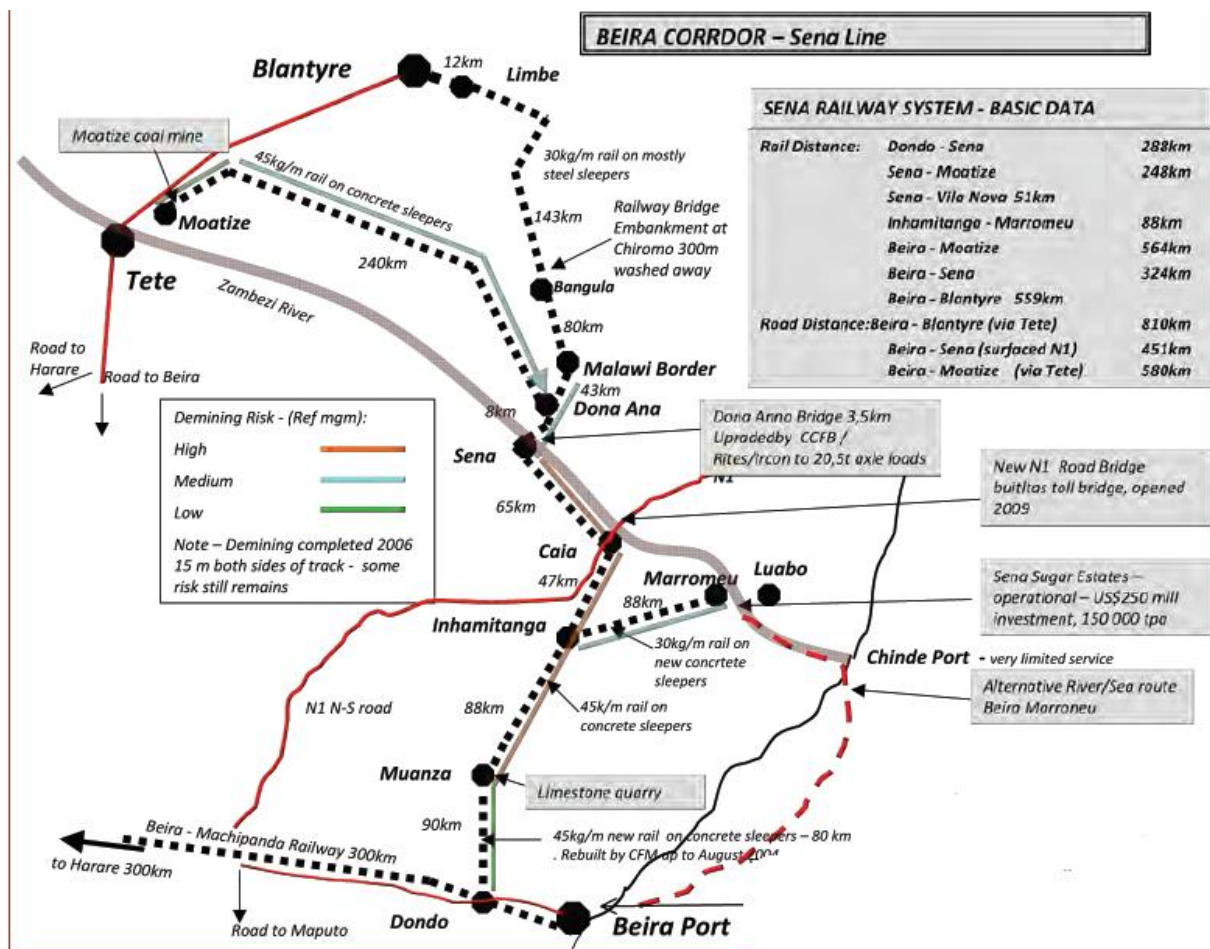 BEIRA CORRDOR – Sena Line
Blantyre
12km
Limbe
Moatize coal mine
45kg/m rail on concrete sleepers
30kg/m rail on mostly
steel sleepers
Moatize
143km
Railway Bridge
Embankment at
Chiromo 300m
washed away
240km
Tete
Zambezi River
Bangula
80km
Road to
Harare
Road to Beira
Malawi Border
43km
Dona Ana
8km
Sena
SENA RAILWAY SYSTEM - BASIC DATA
Rail Distance: Dondo - Sena 288km
Sena - Moatize 248km
Sena - Vila Nova 51km
Inhamitanga - Marromeu 88km
Beira - Moatize 564km
Beira - Sena 324km
Beira - Blantyre 559km
Road Distance:Beira - Blantyre (via Tete) 810km
Beira - Sena (surfaced N1) 451km
Beira - Moatize (via Tete) 580km
Demining Risk - (Ref mgm):
High
Medium
Low
Note – Demining completed 2006
15 m both sides of track - some
risk still remains
Dona Anna Bridge 3,5km
Upradedby CCFB /
Rites/Ircon to 20,5t axle loads
N1
New N1 Road Bridge
buitltas toll bridge, opened
2009
65km
Caia
47km
Marromeu
Luabo
88km
Sena Sugar Estates –
operational – US$250 mill
investment, 150 000 tpa
Inhamitanga
30kg/m rail on
new concrtete
sleepers
Chinde Port - very limited service
Alternative River/Sea route
Beira Marroneu
N1 N-S road
88km
45k/m rail on
concrete sleepers
Muanza
Limestone quarry
90km
45kg/m new rail on concrete sleepers – 80 km
. Rebuilt by CFM up to August 2004
Beira - Machipanda Railway 300km
to Harare 300km
Road to Maputo
Dondo
Beira Port